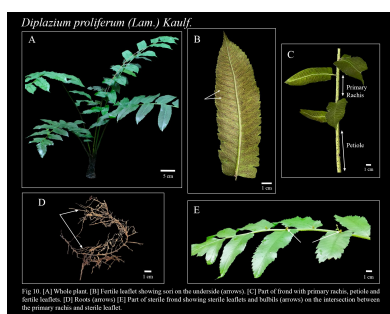 Diplazium proliferum (Lam.) Kaulf.
A
5 cm
B
1 cm
C
Primary
Rachis
Petiole
1 cm
D
1 cm
E
1 cm
Fig 10. [A] Whole plant. [B] Fertile leaflet showing sori on the underside (arrows). [C] Part of frond with primary rachis, petiole and
fertile leaflets. [D] Roots (arrows) [E] Part of sterile frond showing sterile leaflets and bulbils (arrows) on the intersection between
the primary rachis and sterile leaflet.